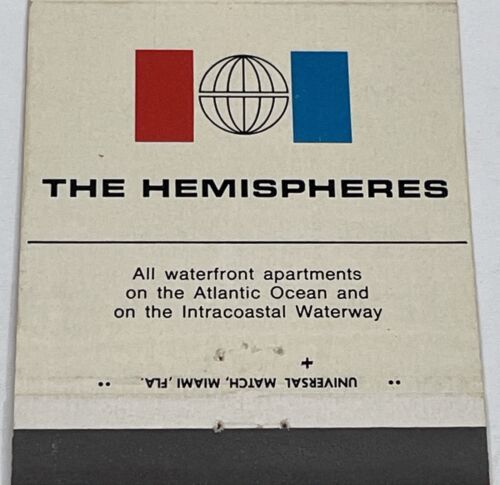 THE HEMISPHERES
All waterfront apartments
on the Atlantic Ocean and
on the Intracoastal Waterway
UNIVERSAL MATCH, MIAMI, FLA.